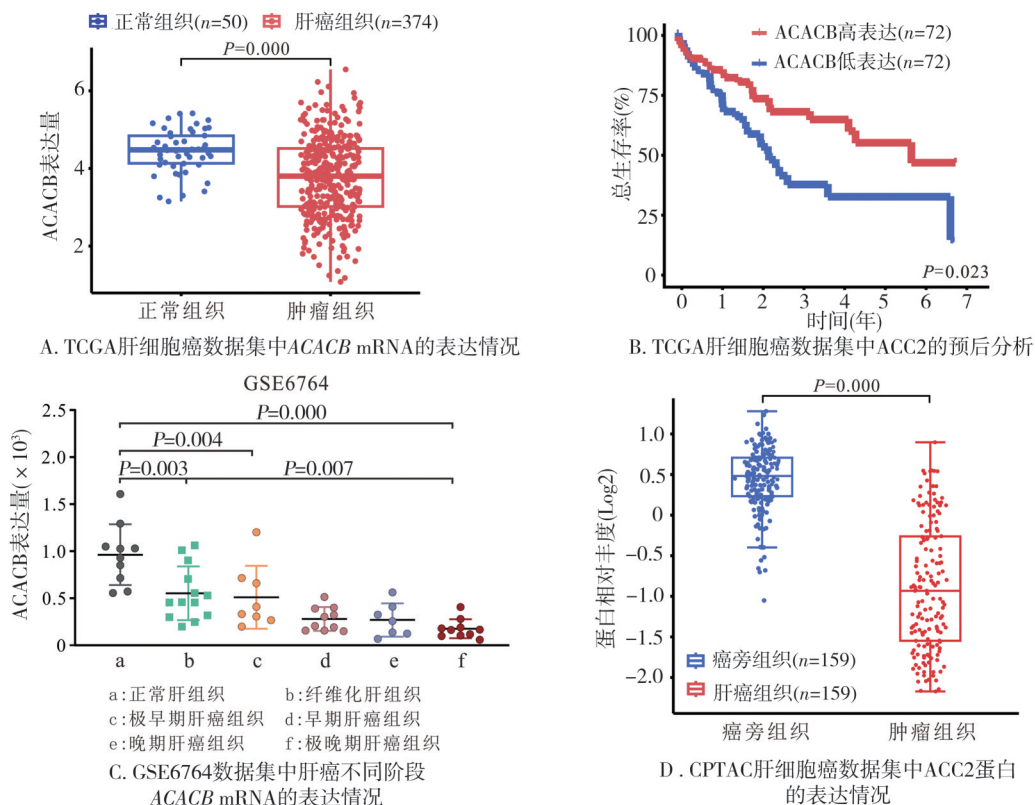 正常组织(n=50) 肝癌组织(n=374)
P=0.000
ACACB表达量
6
4
2
正常组织 肿瘤组织
A. TCGA肝细胞癌数据集中ACACB mRNA的表达情况
ACACB高表达(n=72)
ACACB低表达(n=72)
总生存率(%)
100
75
50
25
0
P=0.023
0 1 2 3 4 5 6 7
时间(年)
B. TCGA肝细胞癌数据集中ACC2的预后分析
GSE6764
P=0.000
P=0.004
P=0.003 P=0.007
ACACB表达量(×10³)
2.5
2.0
1.5
1.0
0.5
0
a b c d e f
a:正常肝组织 b:纤维化肝组织
c:极早期肝癌组织 d:早期肝癌组织
e:晚期肝癌组织 f:极晚期肝癌组织
C. GSE6764数据集中肝癌不同阶段
ACACB mRNA的表达情况
P=0.000
蛋白相对丰度(Log2)
1.0
0.5
0
−0.5
−1.0
−1.5
−2.0
癌旁组织(n=159)
肝癌组织(n=159)
癌旁组织 肿瘤组织
D . CPTAC肝细胞癌数据集中ACC2蛋白
的表达情况